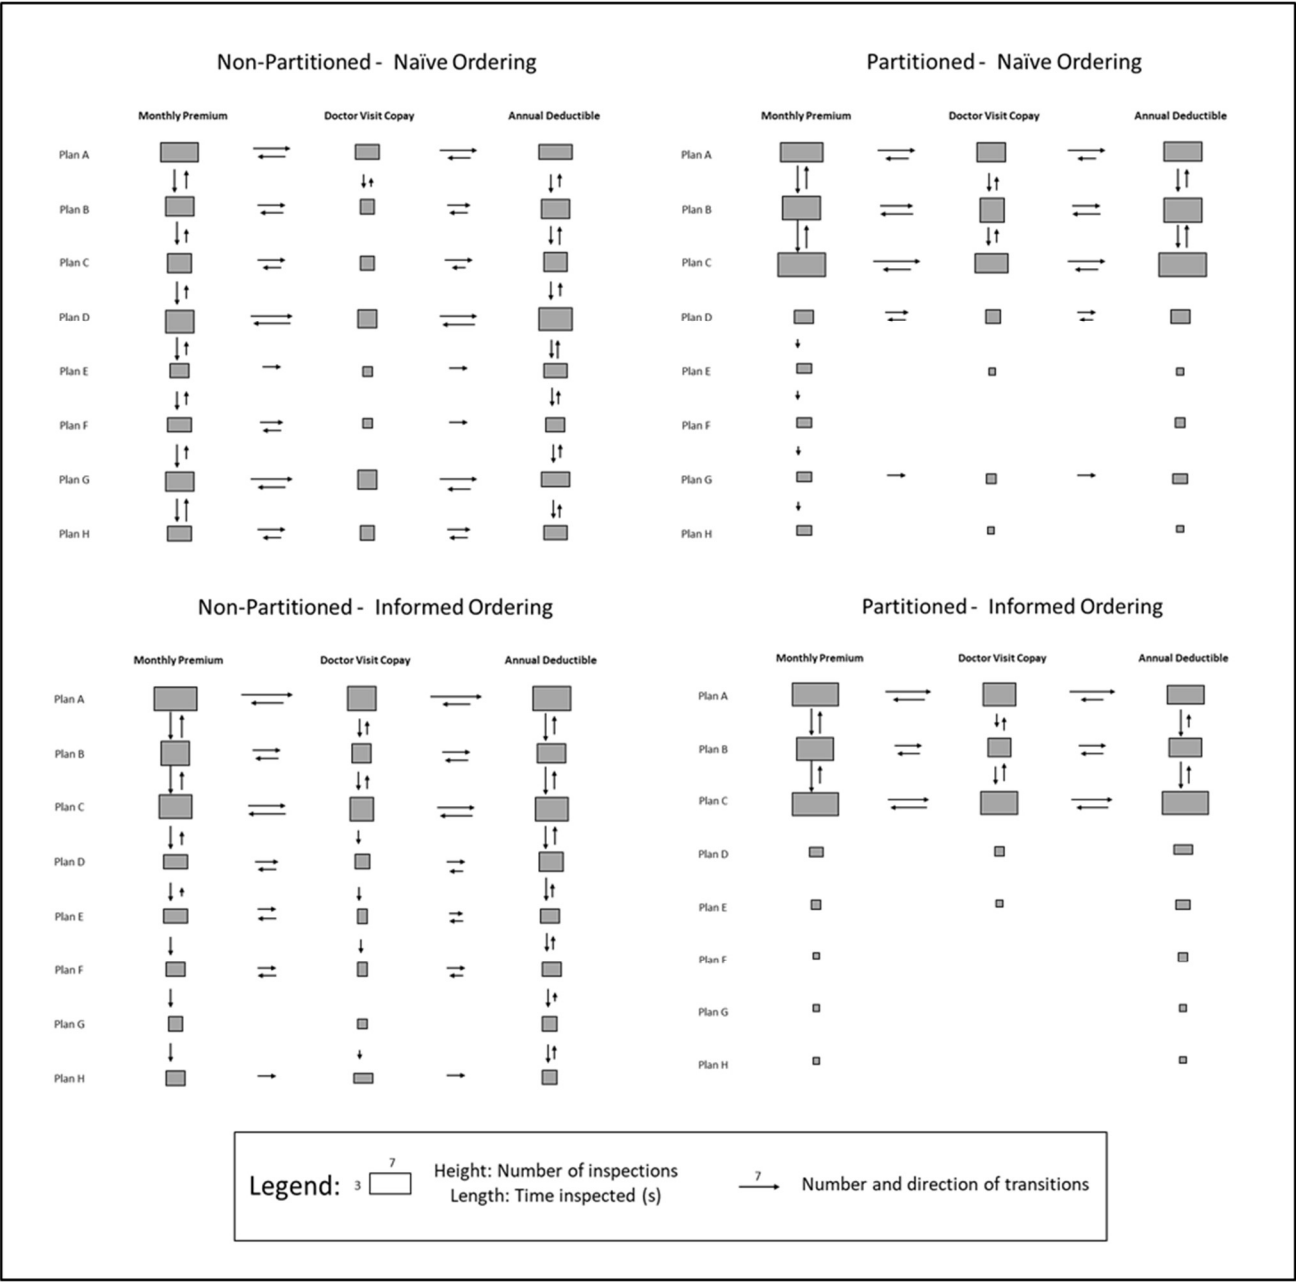 Non-Partitioned - Naïve Ordering
Monthly Premium Doctor Visit Copay Annual Deductible
Plan A
Plan B
Plan C
Plan D
Plan E
Plan F
Plan G
Plan H
Partitioned - Naïve Ordering
Monthly Premium Doctor Visit Copay Annual Deductible
Plan A
Plan B
Plan C
Plan D
Plan E
Plan F
Plan G
Plan H
Non-Partitioned - Informed Ordering
Monthly Premium Doctor Visit Copay Annual Deductible
Plan A
Plan B
Plan C
Plan D
Plan E
Plan F
Plan G
Plan H
Partitioned - Informed Ordering
Monthly Premium Doctor Visit Copay Annual Deductible
Plan A
Plan B
Plan C
Plan D
Plan E
Plan F
Plan G
Plan H
Legend:
7
3
Height: Number of inspections
Length: Time inspected (s)
7
Number and direction of transitions